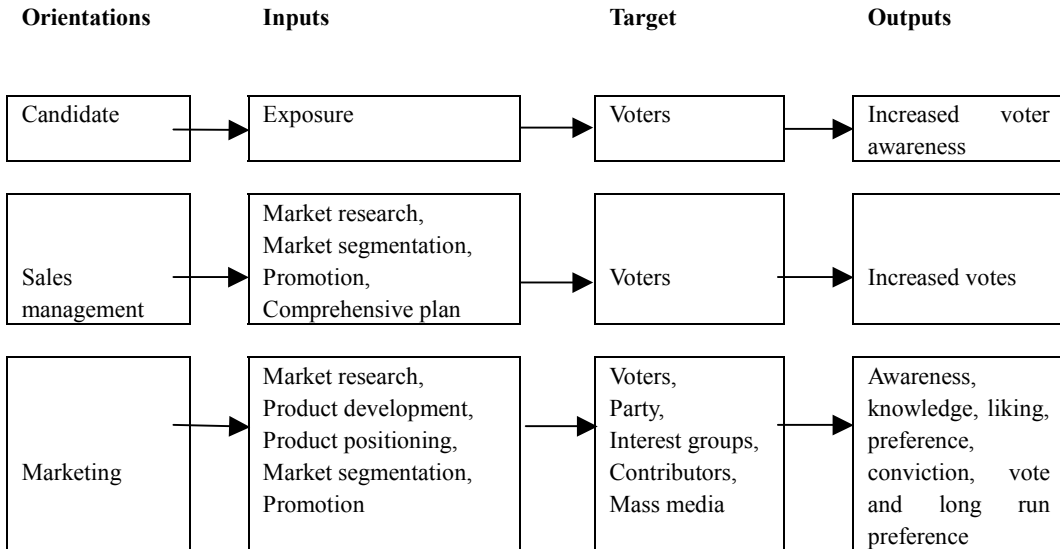 Orientations Inputs Target Outputs
Candidate Exposure Voters Increased voter
awareness
Market research,
Market segmentation,
Sales Promotion, Voters Increased votes
management Comprehensive plan
Market research, Voters, Awareness,
Product development, Party, knowledge, liking,
Product positioning, Interest groups, preference,
Marketing Market segmentation, Contributors, conviction, vote
Promotion Mass media and long run
preference